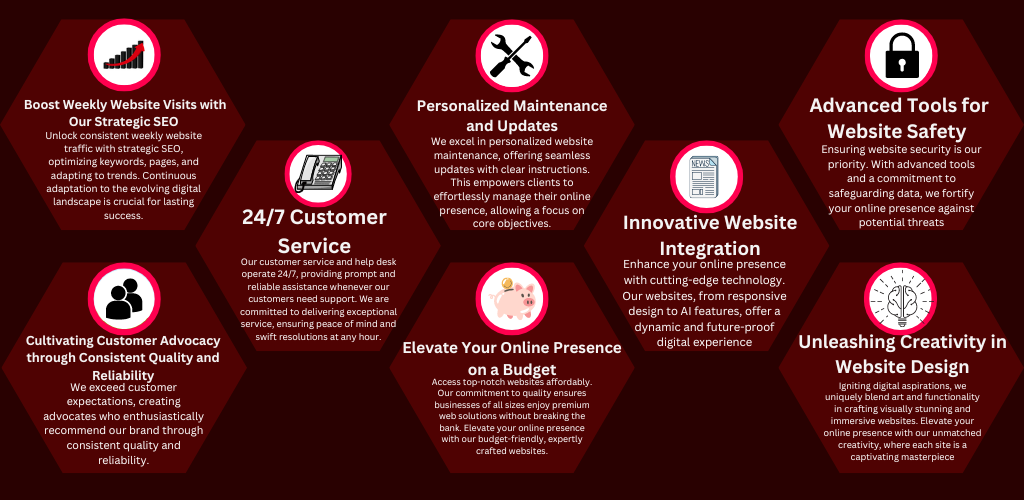 Boost Weekly Website Visits with
Our Strategic SEO
Unlock consistent weekly website
traffic with strategic SEO,
optimizing keywords, pages, and
adapting to trends. Continuous
adaptation to the evolving digital
landscape is crucial for lasting
success.
Cultivating Customer Advocacy
through Consistent Quality and
Reliability
We exceed customer
expectations, creating
advocates who enthusiastically
recommend our brand through
consistent quality and
reliability.
24/7 Customer
Service
Our customer service and help desk
operate 24/7, providing prompt and
reliable assistance whenever our
customers need support. We are
committed to delivering exceptional
service, ensuring peace of mind and
swift resolutions at any hour.
Personalized Maintenance
and Updates
We excel in personalized website
maintenance, offering seamless
updates with clear instructions.
This empowers clients to
effortlessly manage their online
presence, allowing a focus on
core objectives.
Elevate Your Online Presence
on a Budget
Access top-notch websites affordably.
Our commitment to quality ensures
businesses of all sizes enjoy premium
web solutions without breaking the
bank. Elevate your online presence
with our budget-friendly, expertly
crafted websites.
NEWS
Innovative Website
Integration
Enhance your online presence
with cutting-edge technology.
Our websites, from responsive
design to AI features, offer a
dynamic and future-proof
digital experience
Advanced Tools for
Website Safety
Ensuring website security is our
priority. With advanced tools
and a commitment to
safeguarding data, we fortify
your online presence against
potential threats
Unleashing Creativity in
Website Design
Igniting digital aspirations, we
uniquely blend art and functionality
in crafting visually stunning and
immersive websites. Elevate your
online presence with our unmatched
creativity, where each site is a
captivating masterpiece